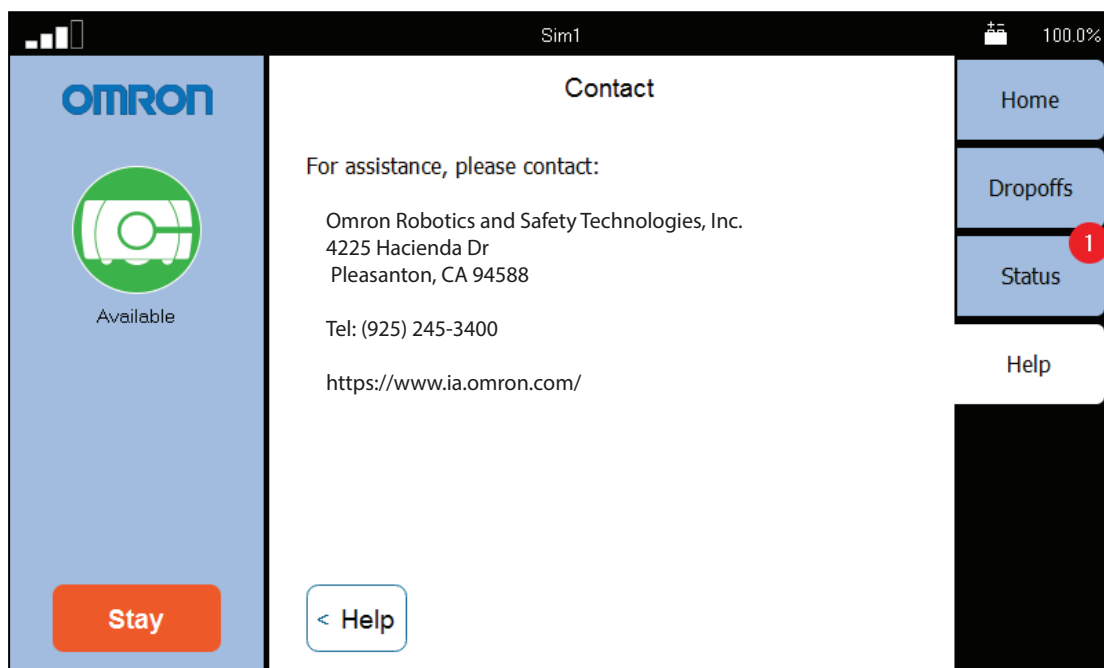 Sim1
100.0%
OMRON
Available
Stay
Contact
For assistance, please contact:
Omron Robotics and Safety Technologies, Inc.
4225 Hacienda Dr
Pleasanton, CA 94588
Tel: (925) 245-3400
https://www.ia.omron.com/
< Help
Home
Dropoffs
1
Status
Help